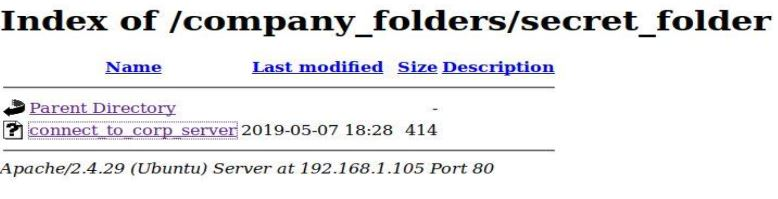 Index of /company_folders/secret_folder
Name Last modified Size Description
Parent Directory -
connect_to_corp_server 2019-05-07 18:28 414
Apache/2.4.29 (Ubuntu) Server at 192.168.1.105 Port 80